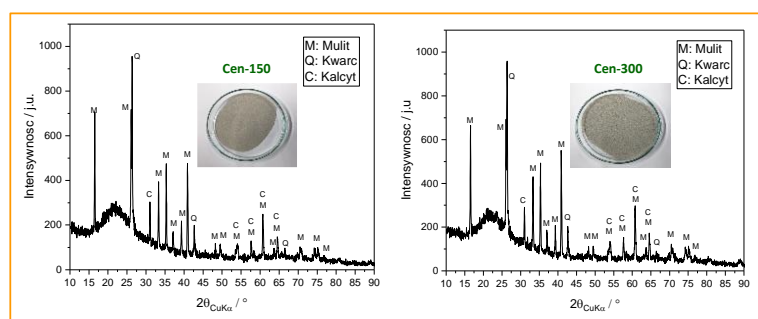 1000
800
600
400
200
0
Intensywnosc / j.u.
Cen-150
M: Mulit
Q: Kwarc
C: Kalcyt
M
M
Q
C
M
M
M
M
M
Q
M
M
C
M
C
M
C
M
C
M
M
Q
M
M
M
10 15 20 25 30 35 40 45 50 55 60 65 70 75 80 85 90
2θCuKα / °
1000
800
600
400
200
0
Intensywnosc / j.u.
Cen-300
M: Mulit
Q: Kwarc
C: Kalcyt
M
M
Q
C
M
M
M
M
M
Q
M
M
C
M
C
M
C
M
C
M
M
Q
M
M
M
10 15 20 25 30 35 40 45 50 55 60 65 70 75 80 85 90
2θCuKα / °